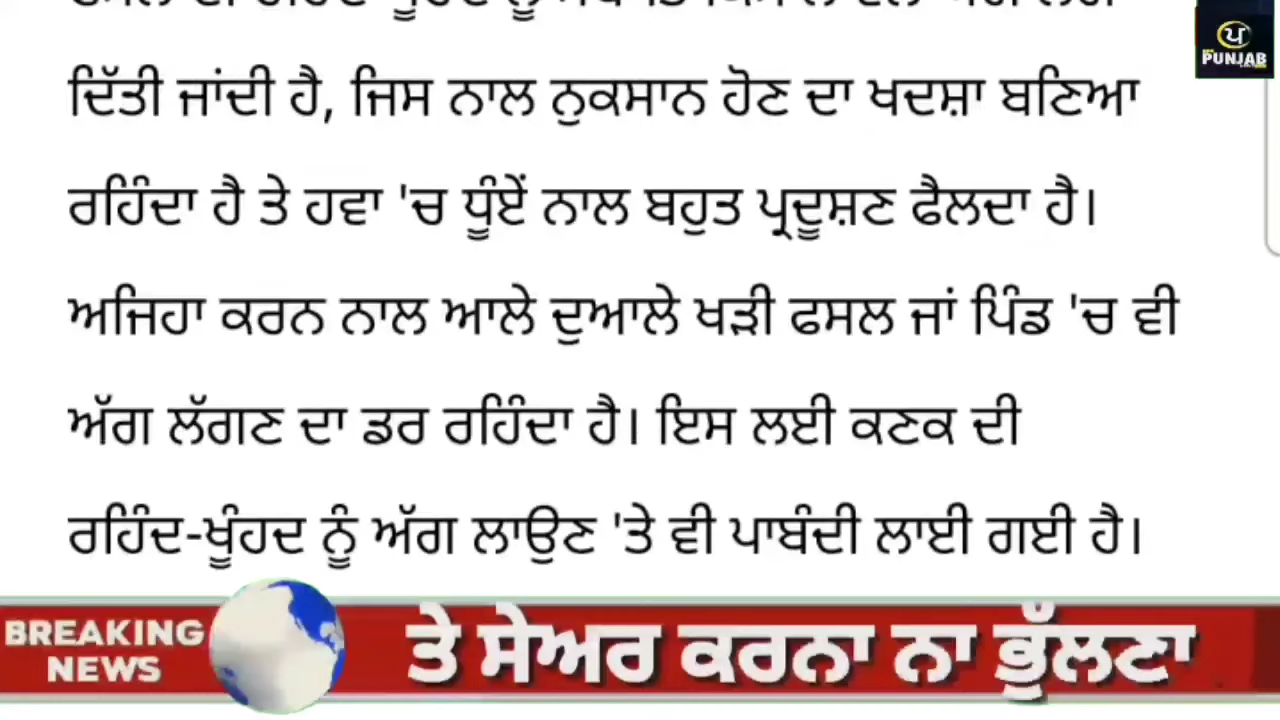 ਪ
PUNJAB
ਦਿੱਤੀ ਜਾਂਦੀ ਹੈ, ਜਿਸ ਨਾਲ ਨੁਕਸਾਨ ਹੋਣ ਦਾ ਖਦਸ਼ਾ ਬਣਿਆ
ਰਹਿੰਦਾ ਹੈ ਤੇ ਹਵਾ 'ਚ ਧੂੰਏਂ ਨਾਲ ਬਹੁਤ ਪ੍ਰਦੂਸ਼ਣ ਫੈਲਦਾ ਹੈ।
ਅਜਿਹਾ ਕਰਨ ਨਾਲ ਆਲੇ ਦੁਆਲੇ ਖੜੀ ਫਸਲ ਜਾਂ ਪਿੰਡ 'ਚ ਵੀ
ਅੱਗ ਲੱਗਣ ਦਾ ਡਰ ਰਹਿੰਦਾ ਹੈ। ਇਸ ਲਈ ਕਣਕ ਦੀ
ਰਹਿੰਦ-ਖੂੰਹਦ ਨੂੰ ਅੱਗ ਲਾਉਣ 'ਤੇ ਵੀ ਪਾਬੰਦੀ ਲਾਈ ਗਈ ਹੈ।
BREAKING
NEWS
ਤੇ ਸੇਅਰ ਕਰਨਾ ਨਾ ਭੁੱਲਣਾ